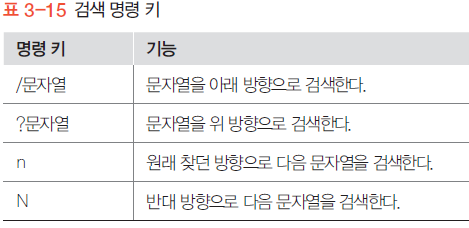 표 3-15 검색 명령 키
명령 키 기능
/문자열 문자열을 아래 방향으로 검색한다.
?문자열 문자열을 위 방향으로 검색한다.
n 원래 찾던 방향으로 다음 문자열을 검색한다.
N 반대 방향으로 다음 문자열을 검색한다.